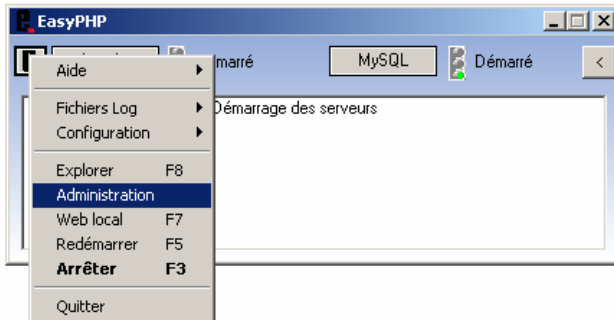 EasyPHP
MySQL
Démarré
<
Aide
Démarrage des serveurs
Fichiers Log
Configuration
Explorer F8
Administration
Web local F7
Redémarrer F5
Arrêter F3
Quitter